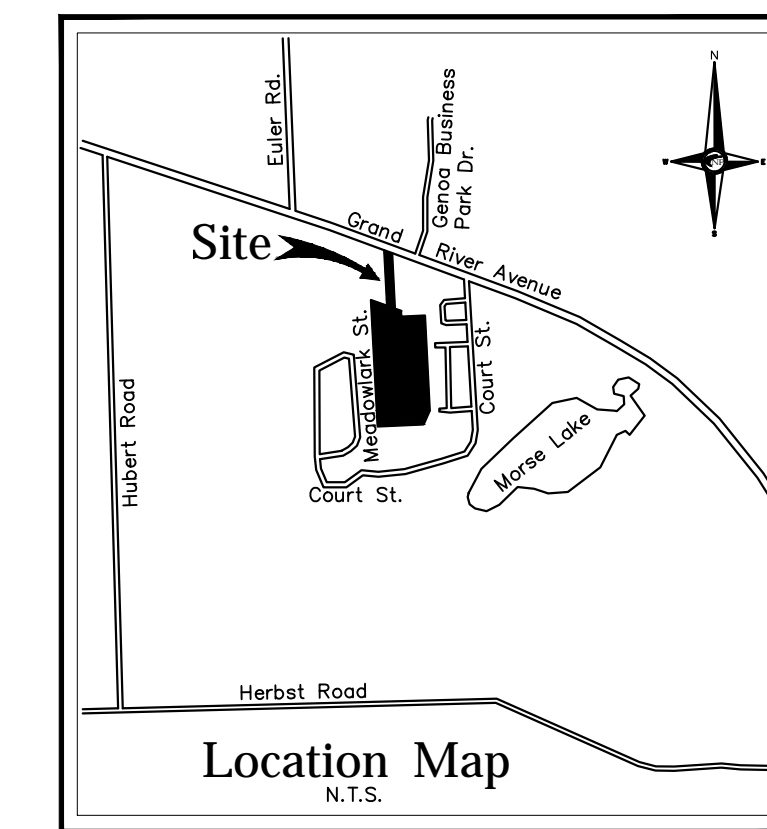 N
W
E
S
Euler Rd.
Genoa Business
Park Dr.
Grand River Avenue
Site
Meadowlark St.
Court St.
Hubert Road
Morse Lake
Court St.
Herbst Road
Location Map
N.T.S.